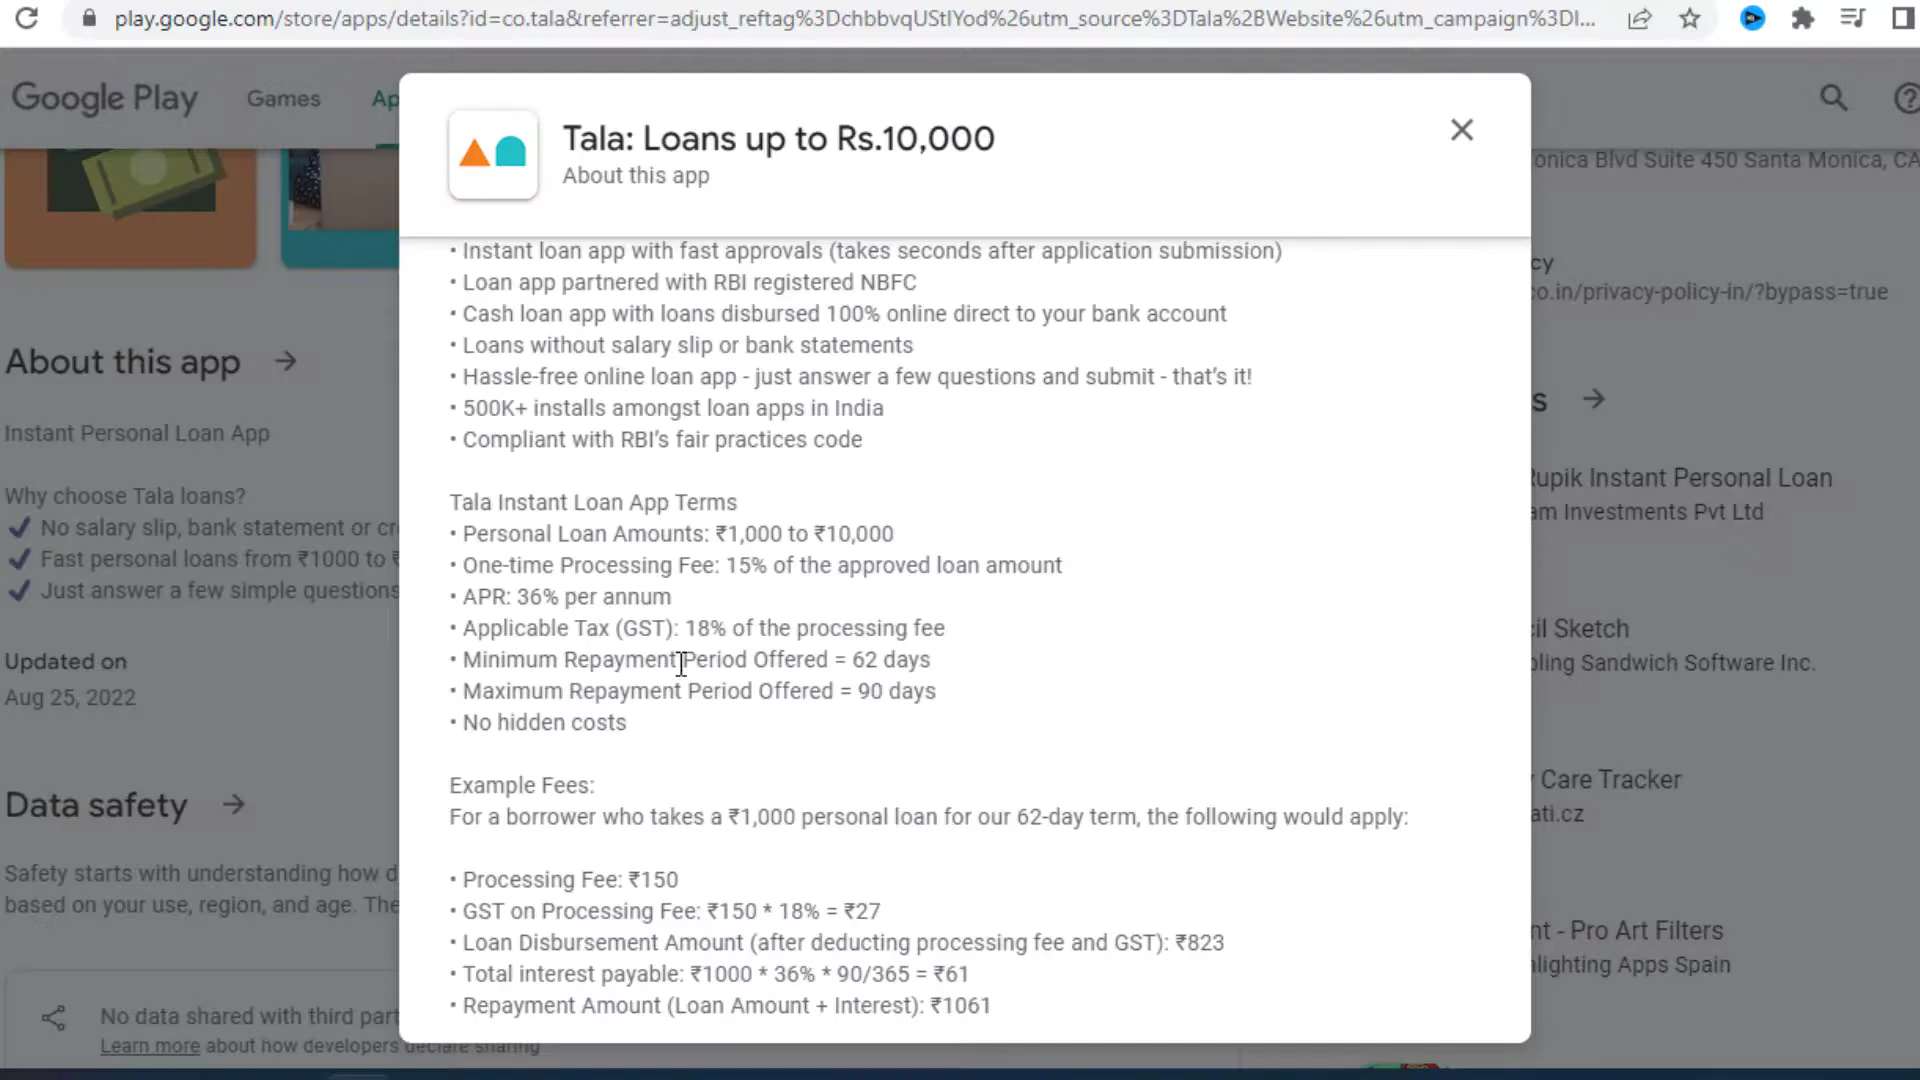 play.google.com/store/apps/details?id=co.tala&referrer=adjust_reftag%3DchbbvqUStlYod%26utm_source%3DTala%2BWebsite%26utm_campaign%3DI...
Google Play
Games
Ap
Tala: Loans up to Rs.10,000
About this app
• Instant loan app with fast approvals (takes seconds after application submission)
• Loan app partnered with RBI registered NBFC
• Cash loan app with loans disbursed 100% online direct to your bank account
• Loans without salary slip or bank statements
• Hassle-free online loan app - just answer a few questions and submit - that's it!
• 500K+ installs amongst loan apps in India
• Compliant with RBI's fair practices code
Tala Instant Loan App Terms
• Personal Loan Amounts: ₹1,000 to ₹10,000
• One-time Processing Fee: 15% of the approved loan amount
• APR: 36% per annum
• Applicable Tax (GST): 18% of the processing fee
• Minimum Repayment Period Offered = 62 days
• Maximum Repayment Period Offered = 90 days
• No hidden costs
Example Fees:
For a borrower who takes a ₹1,000 personal loan for our 62-day term, the following would apply:
• Processing Fee: ₹150
• GST on Processing Fee: ₹150 * 18% = ₹27
• Loan Disbursement Amount (after deducting processing fee and GST): ₹823
• Total interest payable: ₹1000 * 36% * 90/365 = ₹61
• Repayment Amount (Loan Amount + Interest): ₹1061
About this app
Instant Personal Loan App
Why choose Tala loans?
No salary slip, bank statement or cr
Fast personal loans from ₹1000 to ₹
Just answer a few simple questions
Updated on
Aug 25, 2022
Data safety
Safety starts with understanding how d
based on your use, region, and age. The
No data shared with third part
Learn more about how developers declare sharing
onica Blvd Suite 450 Santa Monica, CA
cy
co.in/privacy-policy-in/?bypass=true
s
Rupik Instant Personal Loan
am Investments Pvt Ltd
il Sketch
bling Sandwich Software Inc.
Care Tracker
ati.cz
nt - Pro Art Filters
hlighting Apps Spain